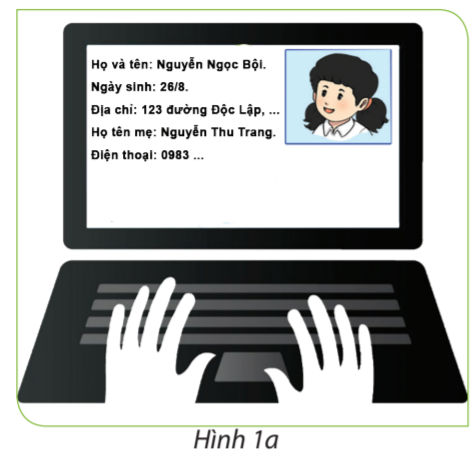 Họ và tên: Nguyễn Ngọc Bội.
Ngày sinh: 26/8.
Địa chỉ: 123 đường Độc Lập, ...
Họ tên mẹ: Nguyễn Thu Trang.
Điện thoại: 0983 ...
Hình 1a